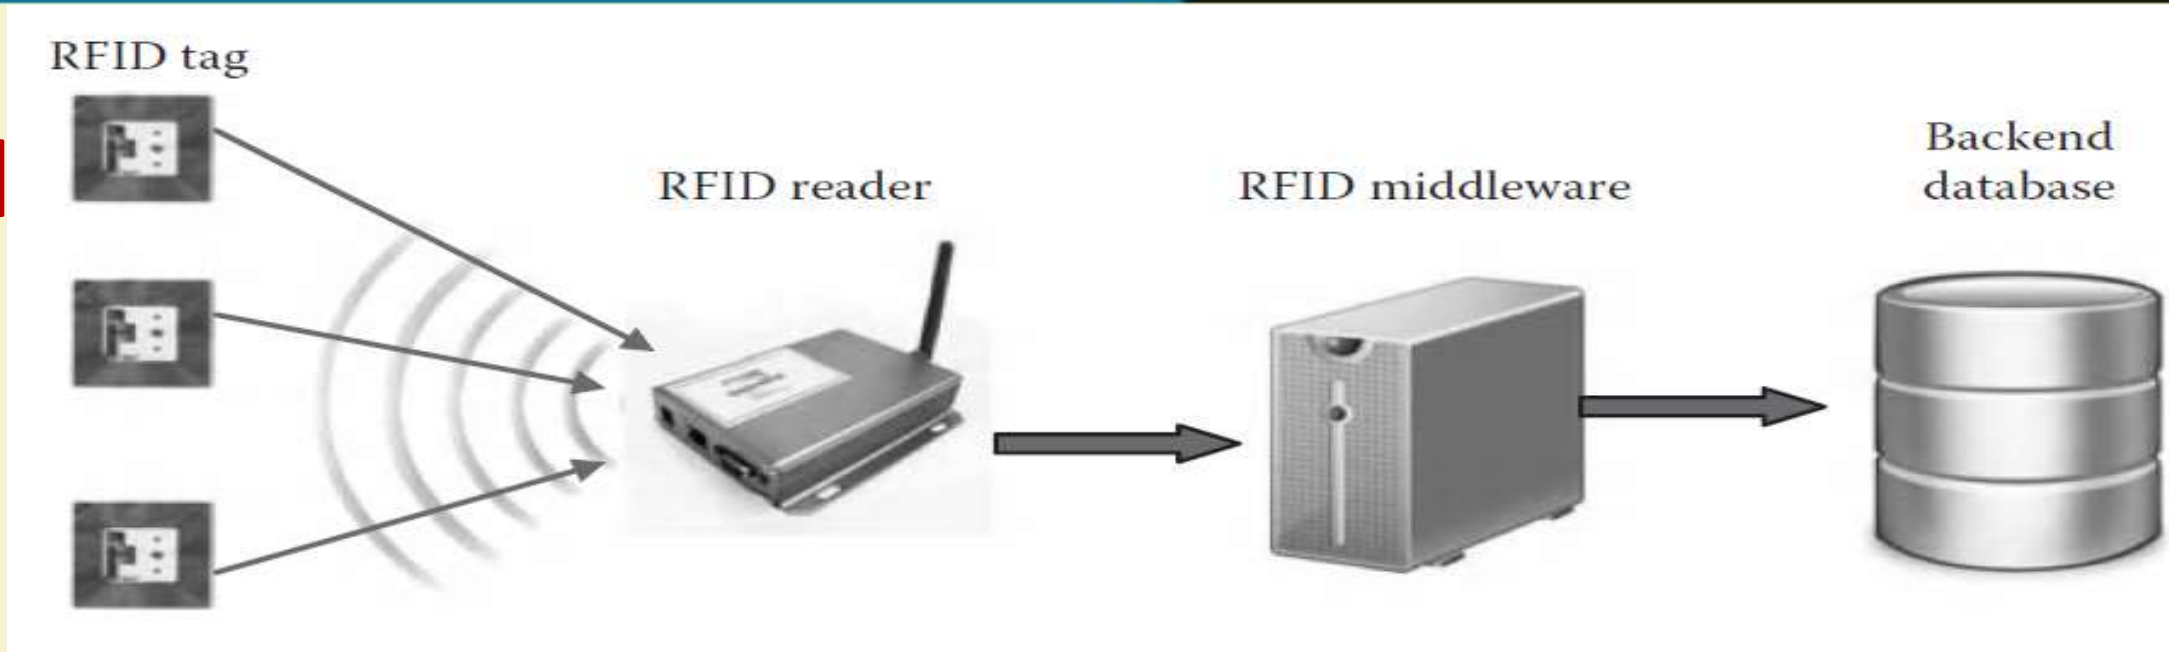 RFID tag
RFID reader
RFID middleware
Backend
database